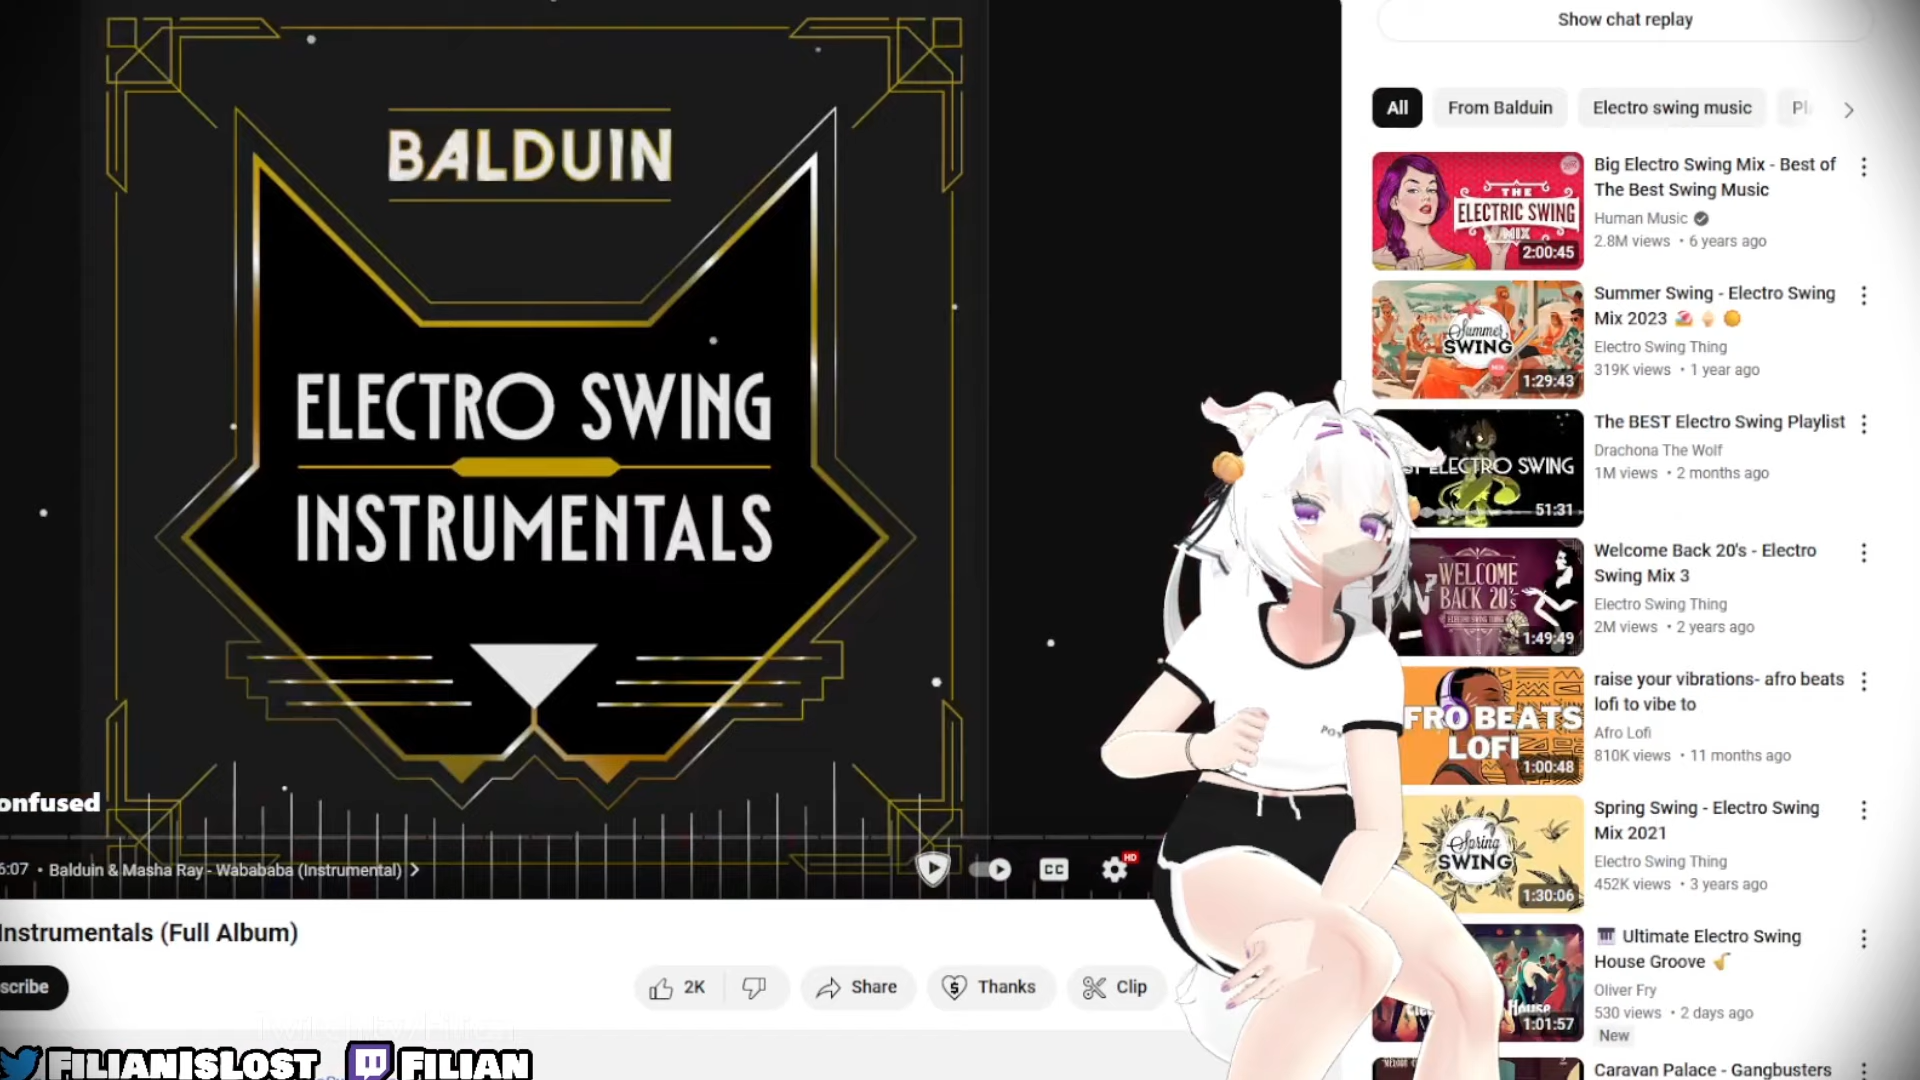 Show chat replay
All
From Balduin
Electro swing music
BALDUIN
ELECTRO SWING
INSTRUMENTALS
onfused
6:07 • Balduin & Masha Ray - Wabababa (Instrumental)
CC
HD
Instrumentals (Full Album)
scribe
2K
Share
Thanks
Clip
FILIANISLOST
FILIAN
THE
ELECTRIC SWING
MIX
2:00:45
Big Electro Swing Mix - Best of
The Best Swing Music
Human Music
2.8M views • 6 years ago
Summer
SWING
1:29:43
Summer Swing - Electro Swing
Mix 2023
Electro Swing Thing
319K views • 1 year ago
ELECTRO SWING
51:31
The BEST Electro Swing Playlist
Drachona The Wolf
1M views • 2 months ago
WELCOME
BACK 20's
ELECTRO SWING THING
1:49:49
Welcome Back 20's - Electro
Swing Mix 3
Electro Swing Thing
2M views • 2 years ago
FRO BEATS
LOFI
1:00:48
raise your vibrations- afro beats
lofi to vibe to
Afro Lofi
810K views • 11 months ago
Spring
SWING
1:30:06
Spring Swing - Electro Swing
Mix 2021
Electro Swing Thing
452K views • 3 years ago
House
1:01:57
Ultimate Electro Swing
House Groove
Oliver Fry
530 views • 2 days ago
New
Caravan Palace - Gangbusters